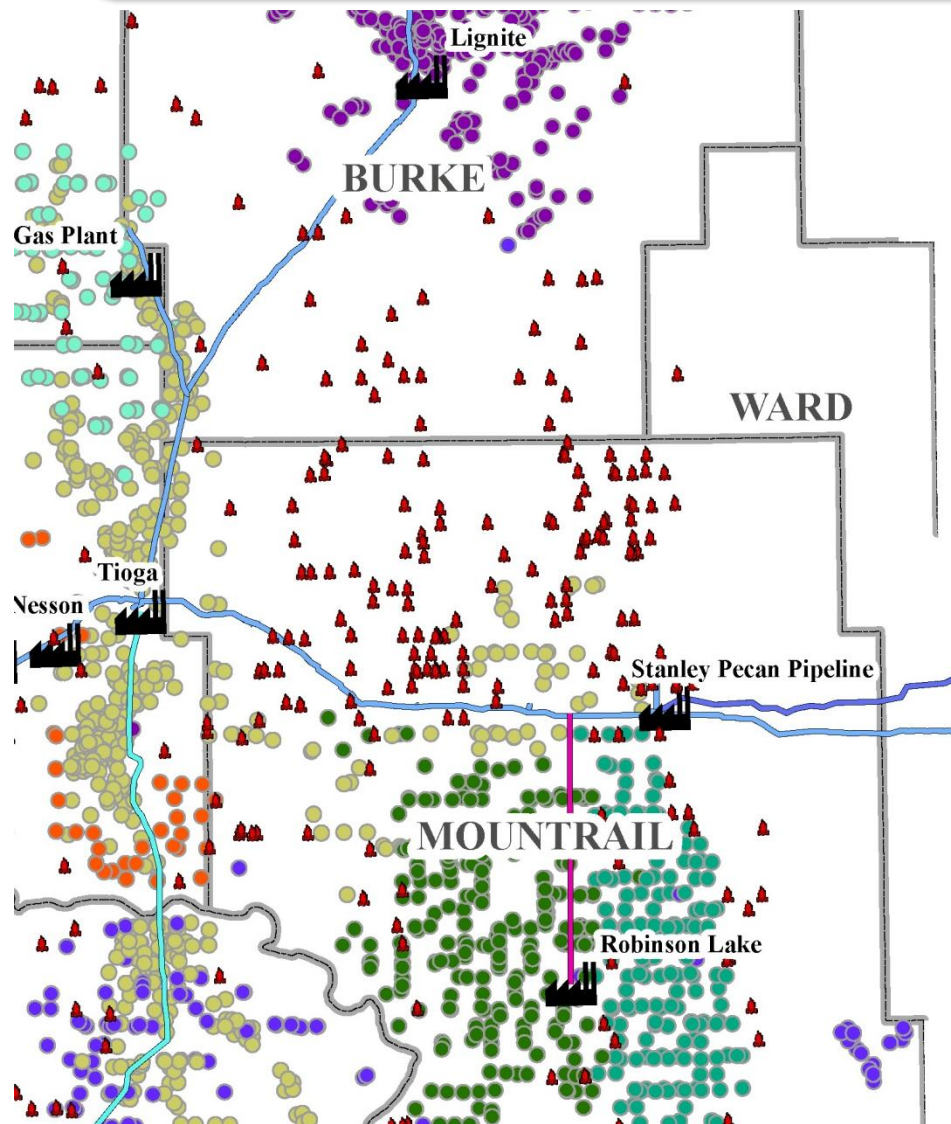 Lignite
BURKE
Gas Plant
WARD
Tioga
Nesson
Stanley Pecan Pipeline
MOUNTRAIL
Robinson Lake